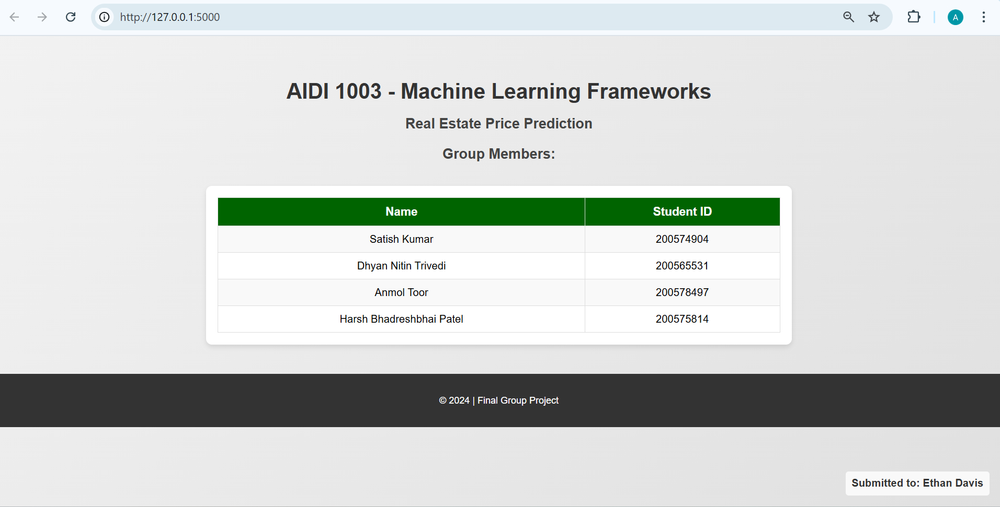 http://127.0.0.1:5000
A
AIDI 1003 - Machine Learning Frameworks
Real Estate Price Prediction
Group Members:
Name Student ID
Satish Kumar 200574904
Dhyan Nitin Trivedi 200565531
Anmol Toor 200578497
Harsh Bhadreshbhai Patel 200575814
© 2024 | Final Group Project
Submitted to: Ethan Davis